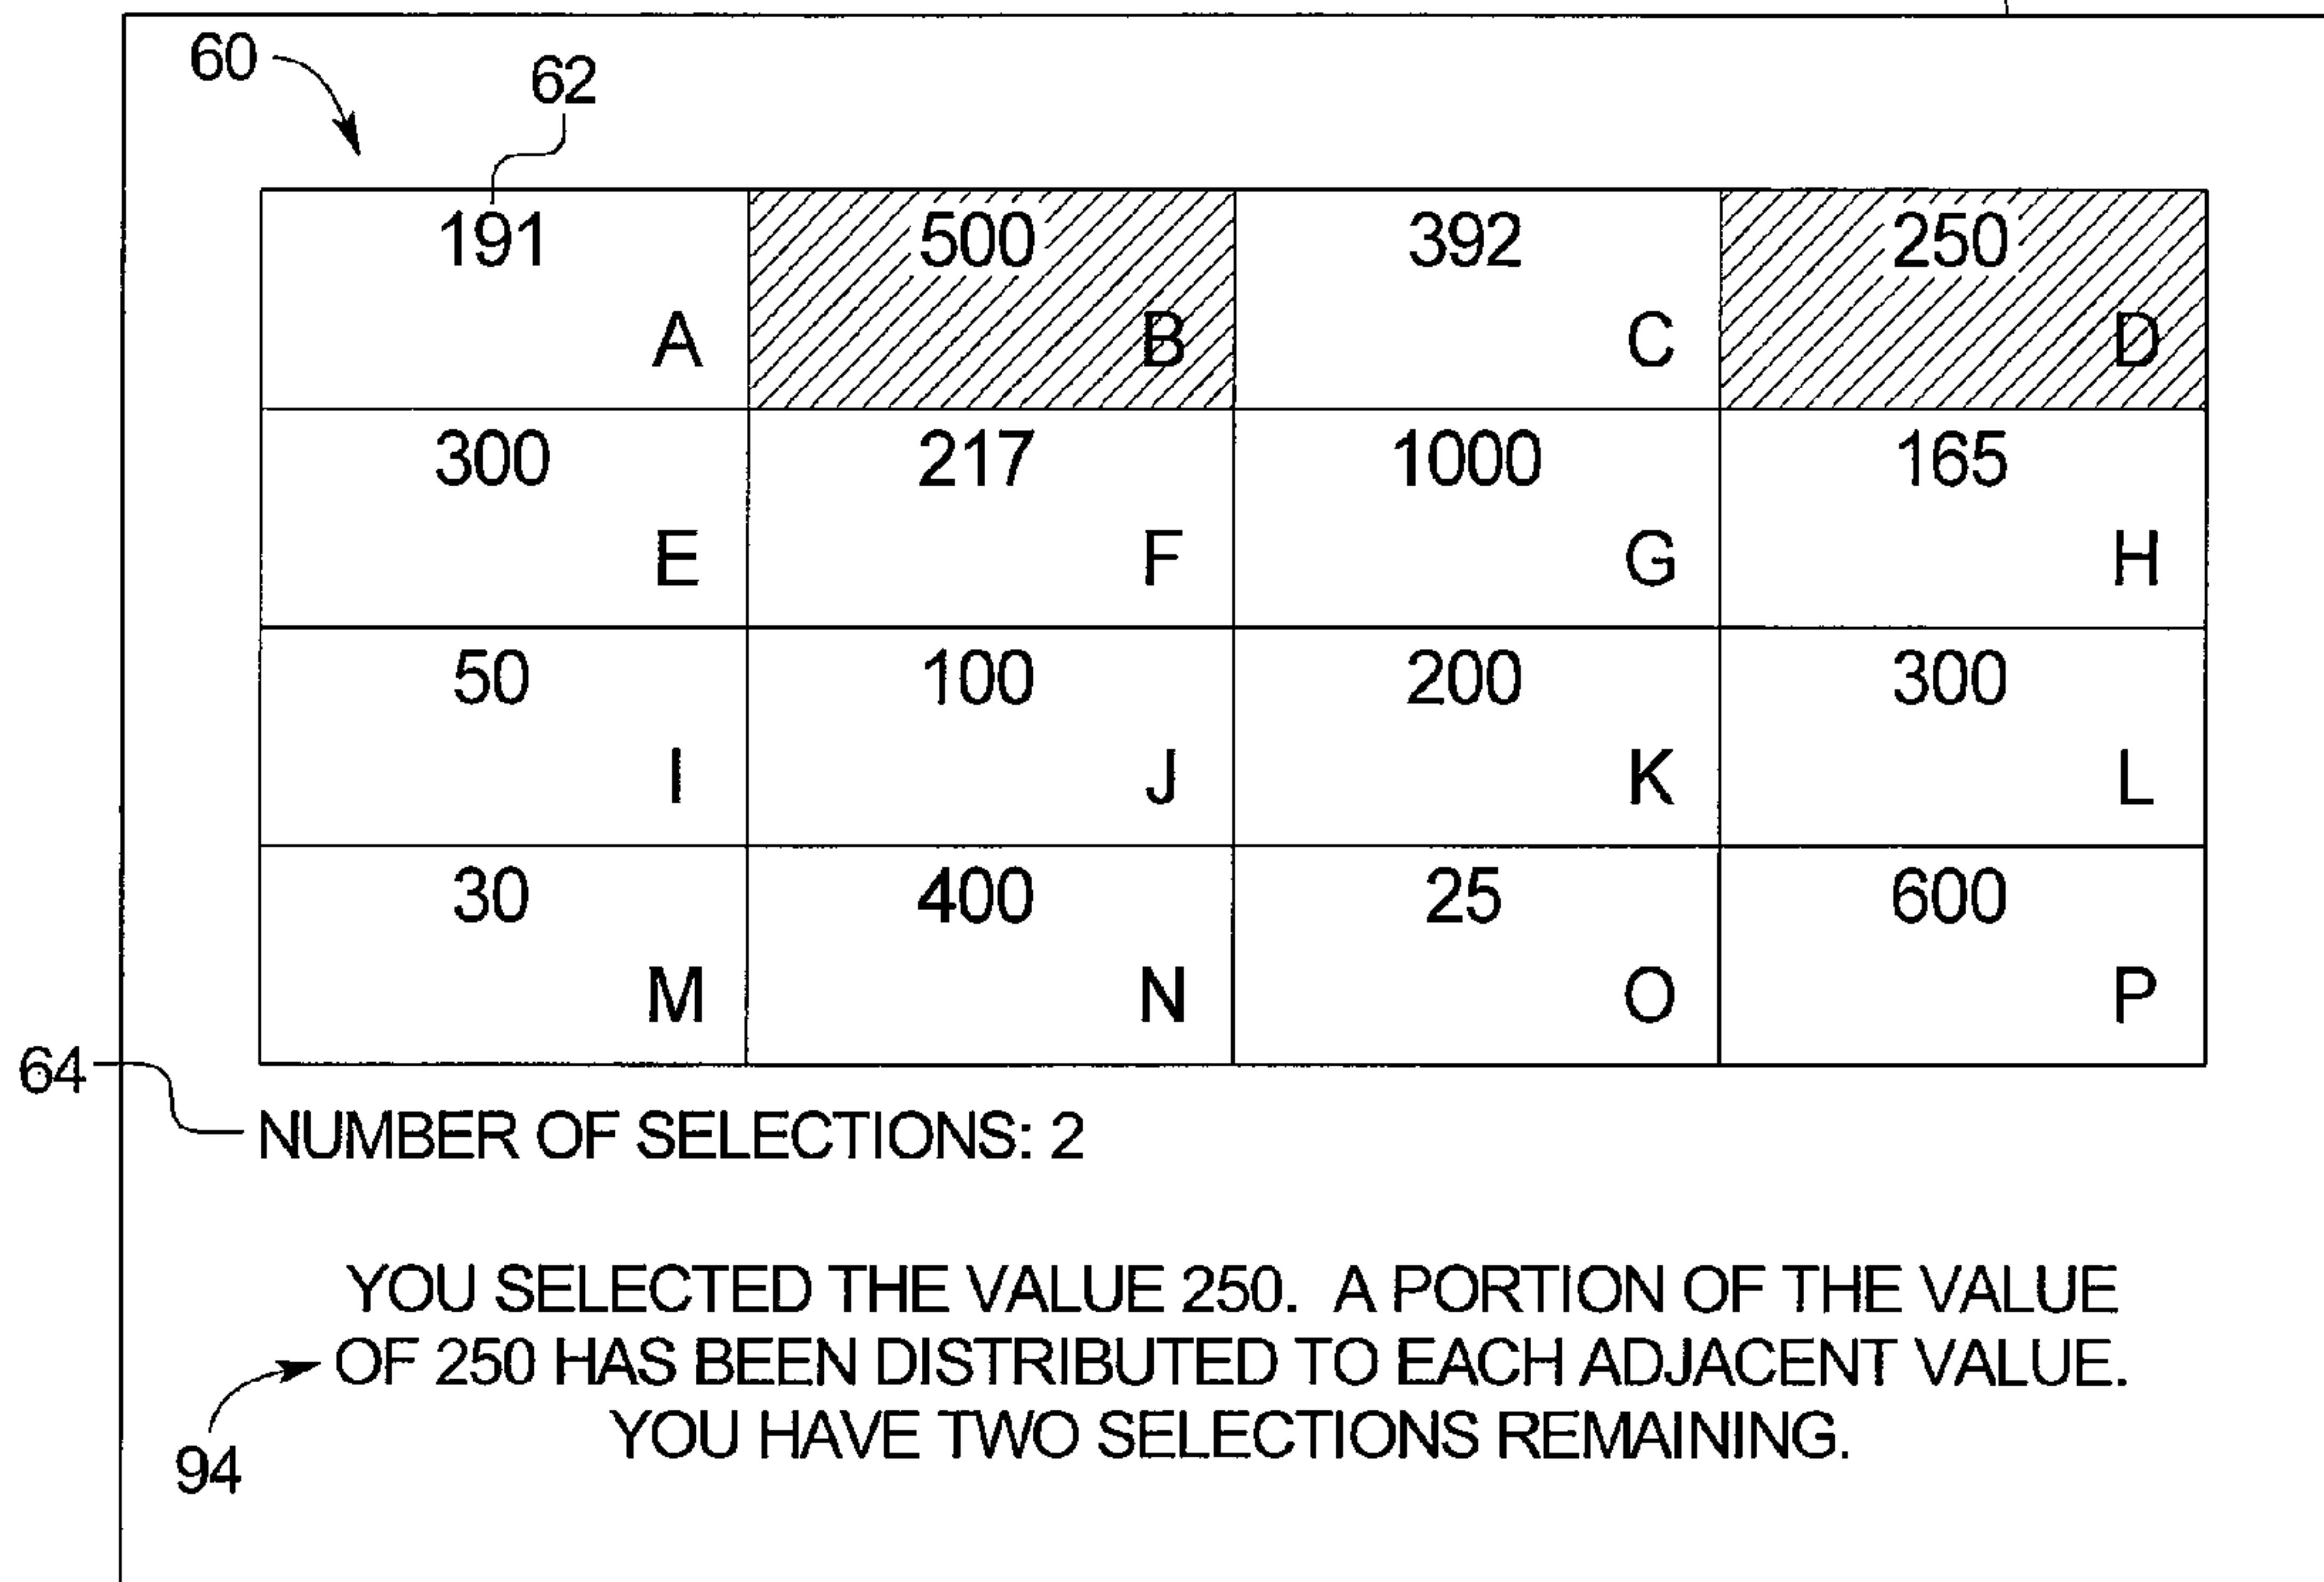 60
62
191 500 392 250
A B C D
300 217 1000 165
E F G H
50 100 200 300
I J K L
30 400 25 600
M N O P
64
NUMBER OF SELECTIONS: 2
YOU SELECTED THE VALUE 250. A PORTION OF THE VALUE
OF 250 HAS BEEN DISTRIBUTED TO EACH ADJACENT VALUE.
YOU HAVE TWO SELECTIONS REMAINING.
94